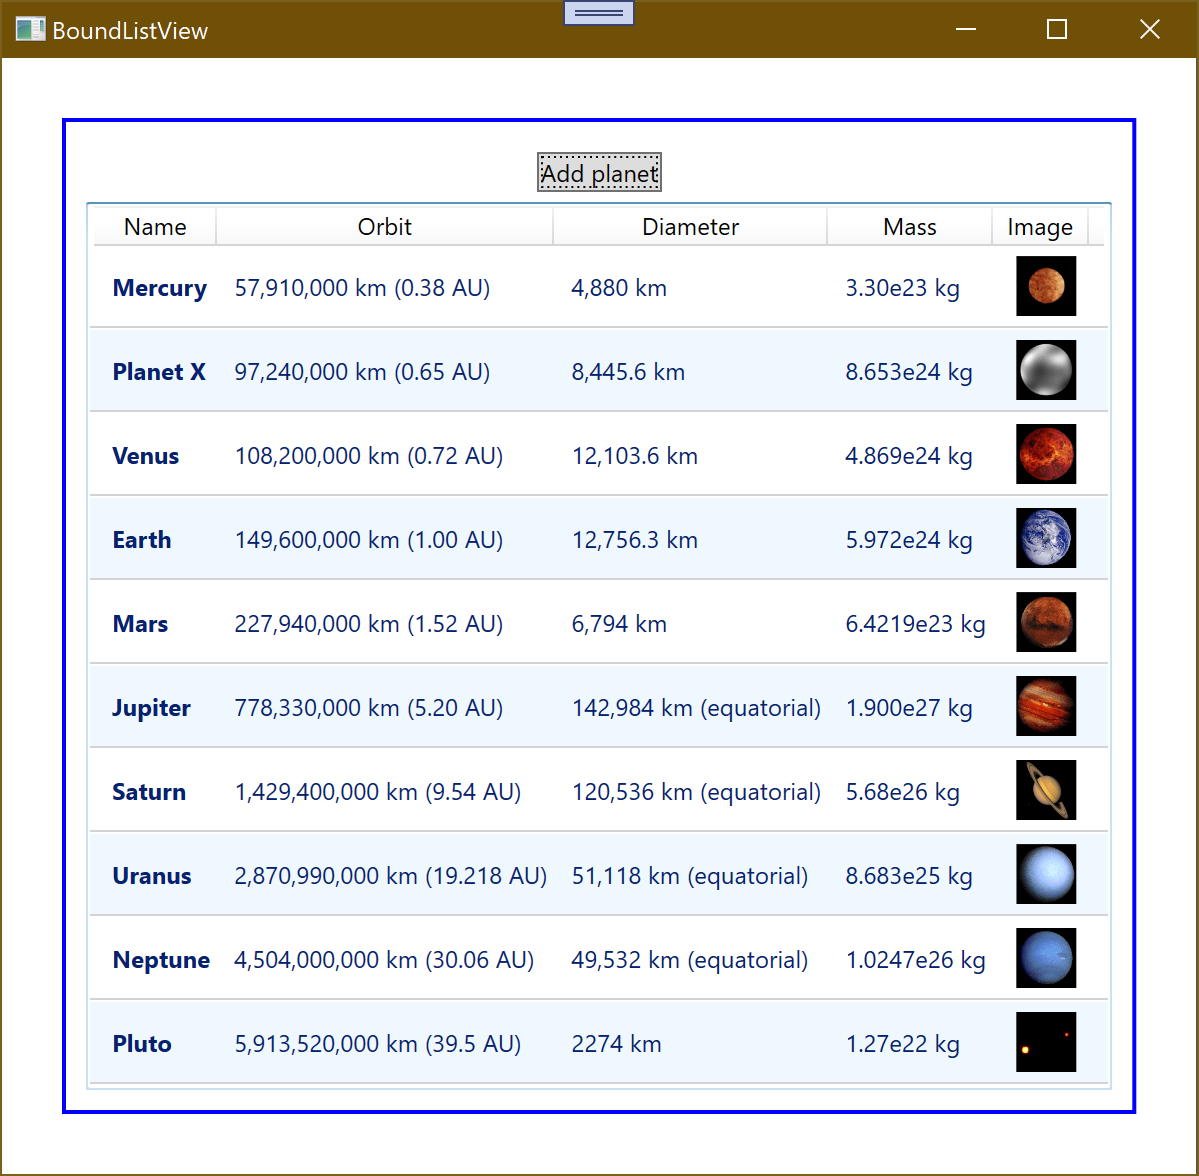 BoundListView
Add planet
Name Orbit Diameter Mass Image
Mercury 57,910,000 km (0.38 AU) 4,880 km 3.30e23 kg
Planet X 97,240,000 km (0.65 AU) 8,445.6 km 8.653e24 kg
Venus 108,200,000 km (0.72 AU) 12,103.6 km 4.869e24 kg
Earth 149,600,000 km (1.00 AU) 12,756.3 km 5.972e24 kg
Mars 227,940,000 km (1.52 AU) 6,794 km 6.4219e23 kg
Jupiter 778,330,000 km (5.20 AU) 142,984 km (equatorial) 1.900e27 kg
Saturn 1,429,400,000 km (9.54 AU) 120,536 km (equatorial) 5.68e26 kg
Uranus 2,870,990,000 km (19.218 AU) 51,118 km (equatorial) 8.683e25 kg
Neptune 4,504,000,000 km (30.06 AU) 49,532 km (equatorial) 1.0247e26 kg
Pluto 5,913,520,000 km (39.5 AU) 2274 km 1.27e22 kg